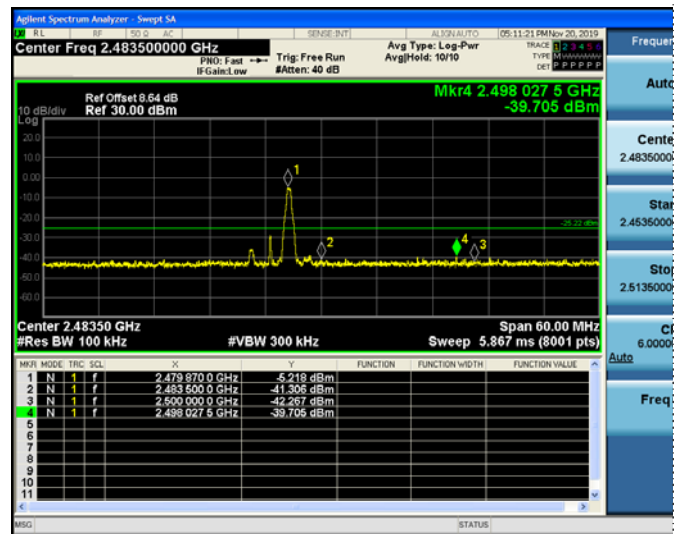 Agilent Spectrum Analyzer - Swept SA
RL RF 50 Ω AC SENSE:INT ALIGN AUTO 05:11:21 PM Nov 20, 2019
Center Freq 2.483500000 GHz
PNO: Fast
IFGain:Low
Trig: Free Run
#Atten: 40 dB
Avg Type: Log-Pwr
Avg|Hold: 10/10
TRACE 1 2 3 4 5 6
TYPE M
DET P P P P P P
Ref Offset 8.64 dB
10 dB/div Ref 30.00 dBm
Log
Mkr4 2.498 027 5 GHz
-39.705 dBm
20.0
10.0
0.00
-10.0
-20.0
-30.0
-40.0
-50.0
-60.0
1
2
4
3
-25.22 dBm
Center 2.48350 GHz Span 60.00 MHz
#Res BW 100 kHz #VBW 300 kHz Sweep 5.867 ms (8001 pts)
MKR MODE TRC SCL X Y FUNCTION FUNCTION WIDTH FUNCTION VALUE
1 N 1 f 2.479 870 0 GHz -5.218 dBm
2 N 1 f 2.483 500 0 GHz -41.306 dBm
3 N 1 f 2.500 000 0 GHz -42.267 dBm
4 N 1 f 2.498 027 5 GHz -39.705 dBm
5
6
7
8
9
10
11
MSG STATUS
Frequen
Auto
Cente
2.4835000
Star
2.4535000
Stop
2.5135000
CF
6.00000
Auto
Freq